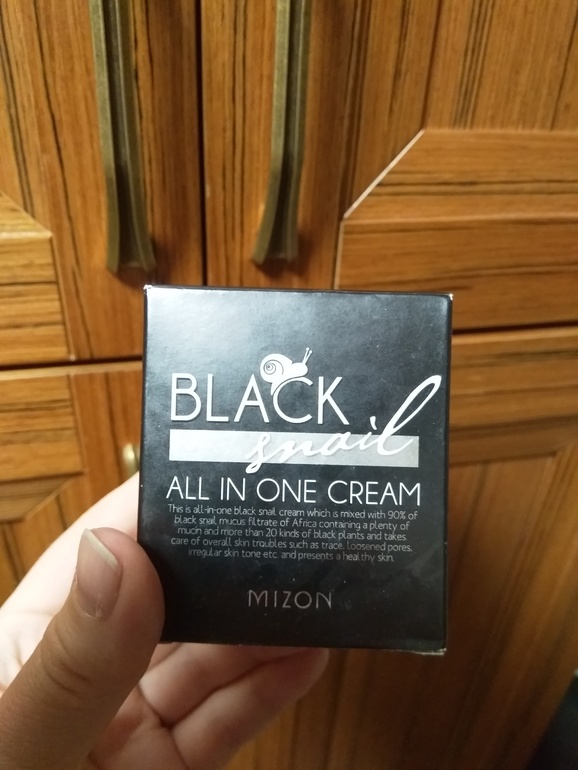 BLACK
snail
ALL IN ONE CREAM
This is all-in-one black snail cream which is mixed with 90% of
black snail mucus filtrate of Africa containing a plenty of
mucin and more than 20 kinds of black plants and takes
care of overall skin troubles such as trace, loosened pores,
irregular skin tone etc. and presents a healthy skin.
MIZON